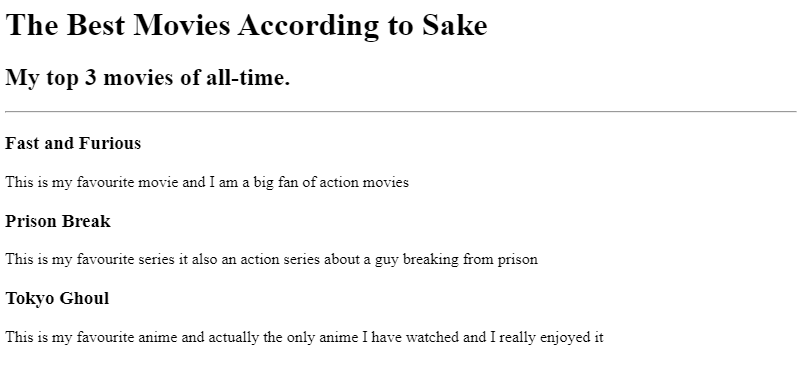 The Best Movies According to Sake
My top 3 movies of all-time.
Fast and Furious
This is my favourite movie and I am a big fan of action movies
Prison Break
This is my favourite series it also an action series about a guy breaking from prison
Tokyo Ghoul
This is my favourite anime and actually the only anime I have watched and I really enjoyed it